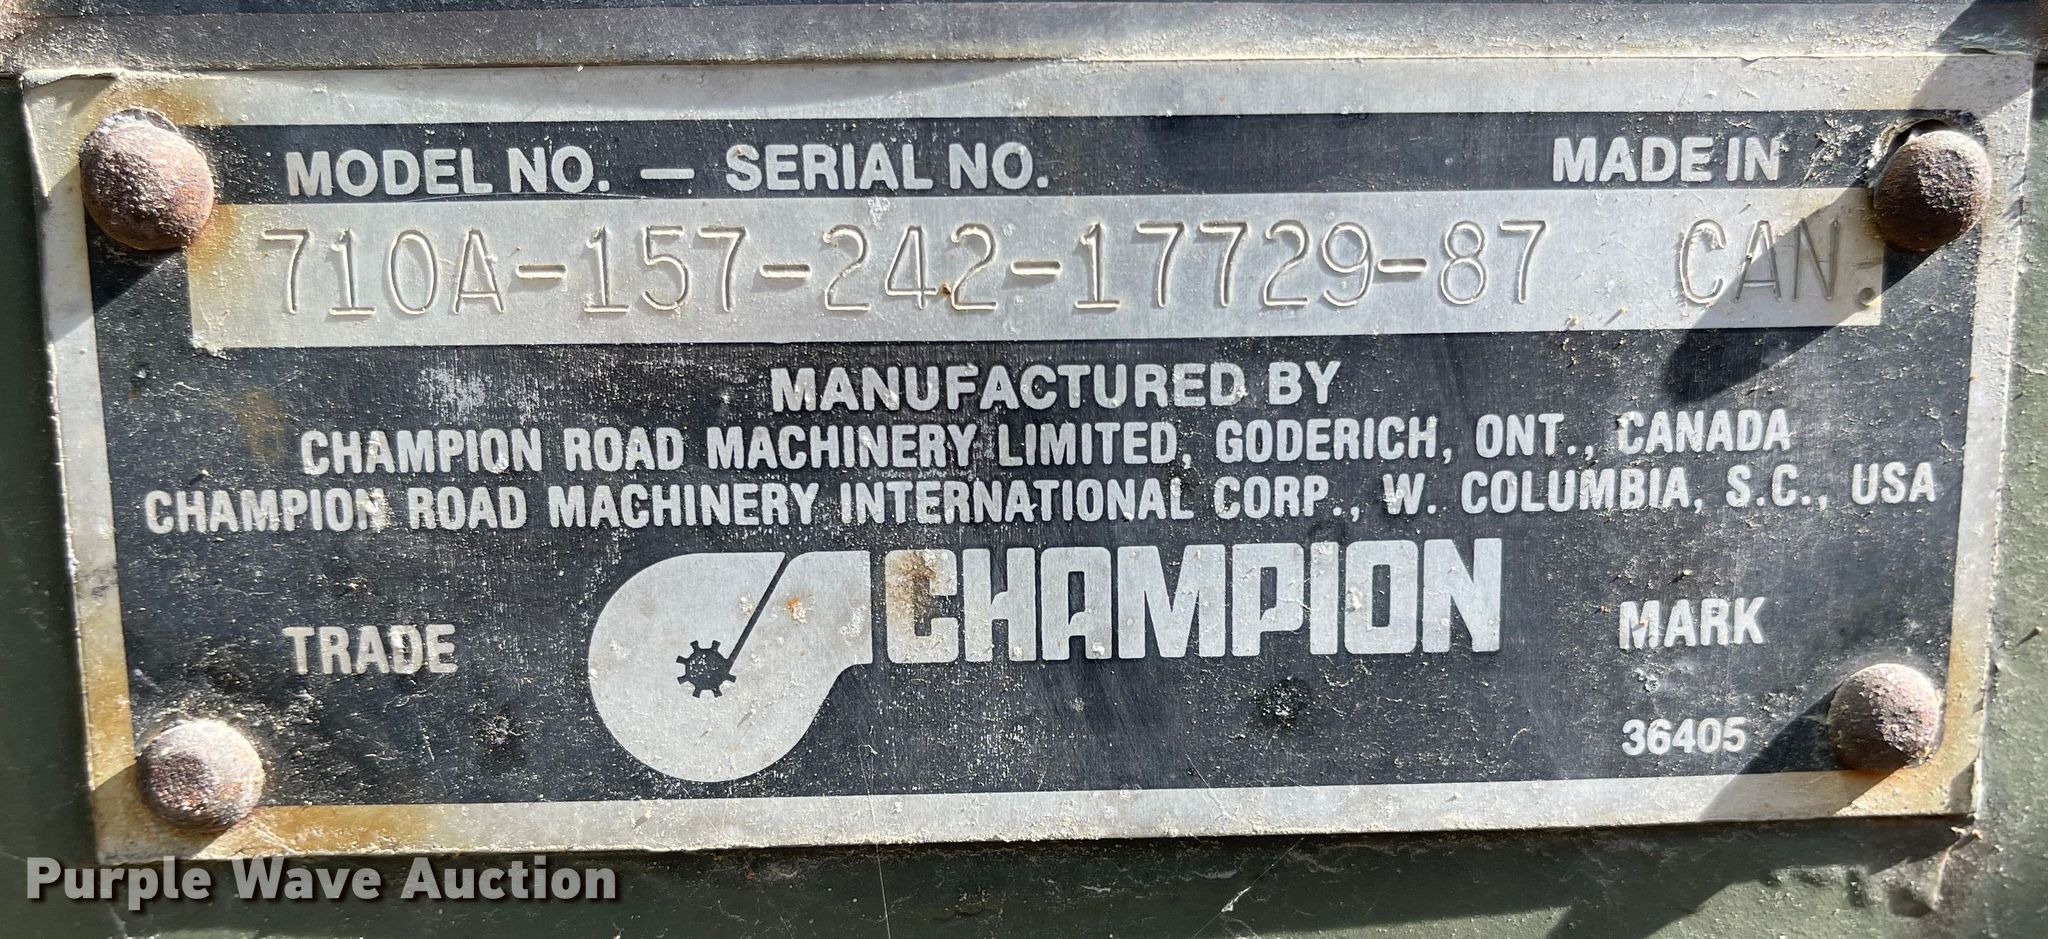 MODEL NO. — SERIAL NO. MADE IN
710A-157-242-17729-87 CAN.
MANUFACTURED BY
CHAMPION ROAD MACHINERY LIMITED, GODERICH, ONT., CANADA
CHAMPION ROAD MACHINERY INTERNATIONAL CORP., W. COLUMBIA, S.C., USA
TRADE CHAMPION MARK
36405
Purple Wave Auction